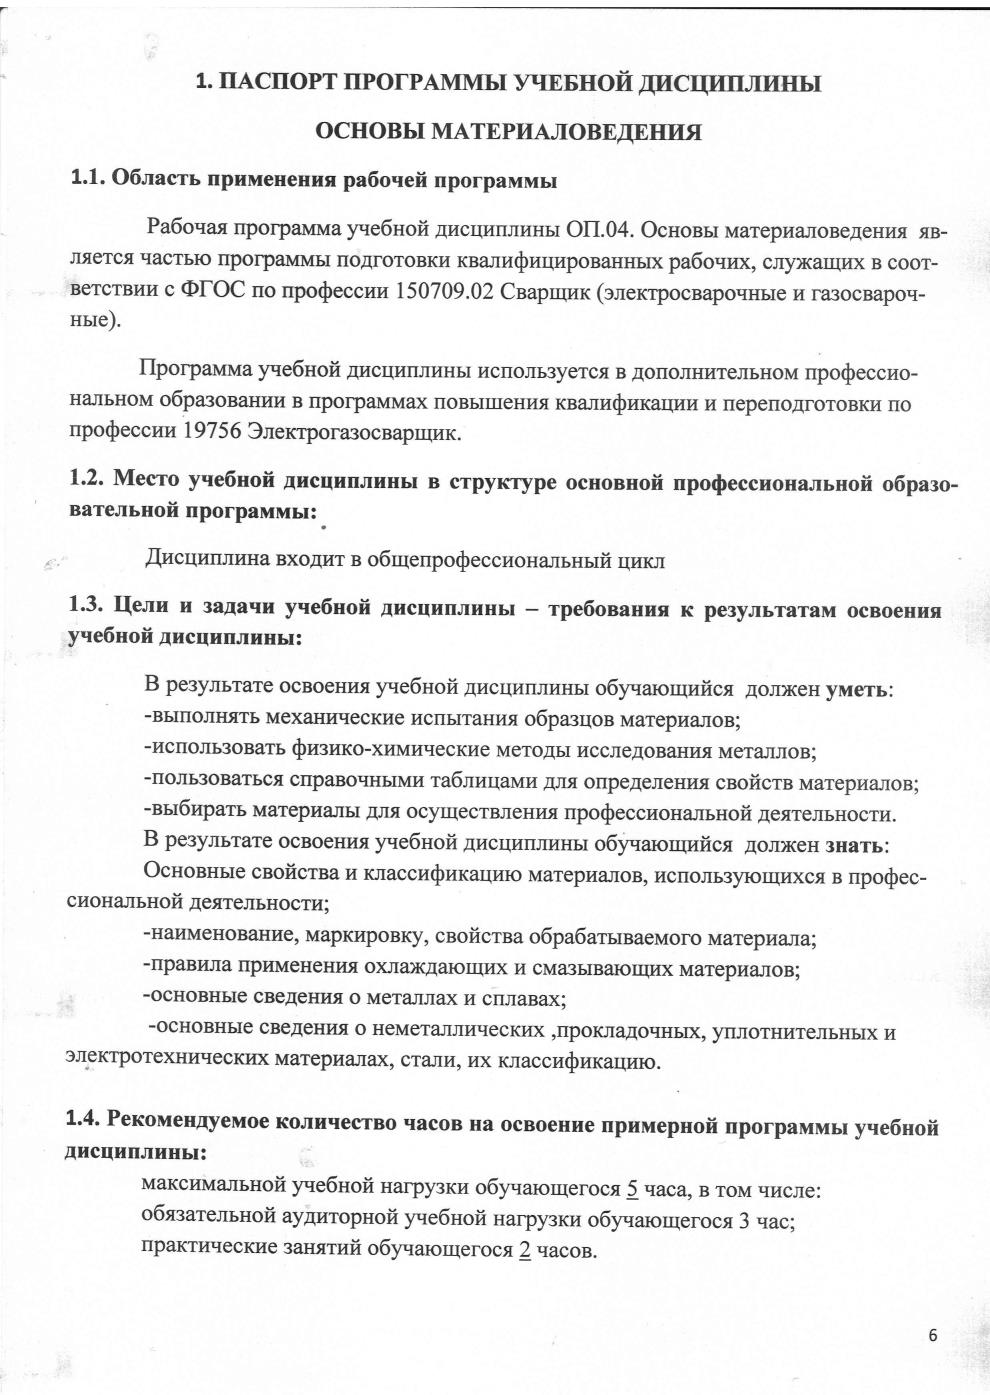 1. ПАСПОРТ ПРОГРАММЫ УЧЕБНОЙ ДИСЦИПЛИНЫ
ОСНОВЫ МАТЕРИАЛОВЕДЕНИЯ
1.1. Область применения рабочей программы
Рабочая программа учебной дисциплины ОП.04. Основы материаловедения яв-
ляется частью программы подготовки квалифицированных рабочих, служащих в соот-
ветствии с ФГОС по профессии 150709.02 Сварщик (электросварочные и газосвароч-
ные).
Программа учебной дисциплины используется в дополнительном профессио-
нальном образовании в программах повышения квалификации и переподготовки по
профессии 19756 Электрогазосварщик.
1.2. Место учебной дисциплины в структуре основной профессиональной образо-
вательной программы:
Дисциплина входит в общепрофессиональный цикл
1.3. Цели и задачи учебной дисциплины – требования к результатам освоения
учебной дисциплины:
В результате освоения учебной дисциплины обучающийся должен уметь:
-выполнять механические испытания образцов материалов;
-использовать физико-химические методы исследования металлов;
-пользоваться справочными таблицами для определения свойств материалов;
-выбирать материалы для осуществления профессиональной деятельности.
В результате освоения учебной дисциплины обучающийся должен знать:
Основные свойства и классификацию материалов, использующихся в профес-
сиональной деятельности;
-наименование, маркировку, свойства обрабатываемого материала;
-правила применения охлаждающих и смазывающих материалов;
-основные сведения о металлах и сплавах;
-основные сведения о неметаллических ,прокладочных, уплотнительных и
электротехнических материалах, стали, их классификацию.
1.4. Рекомендуемое количество часов на освоение примерной программы учебной
дисциплины:
максимальной учебной нагрузки обучающегося 5 часа, в том числе:
обязательной аудиторной учебной нагрузки обучающегося 3 час;
практические занятий обучающегося 2 часов.
6